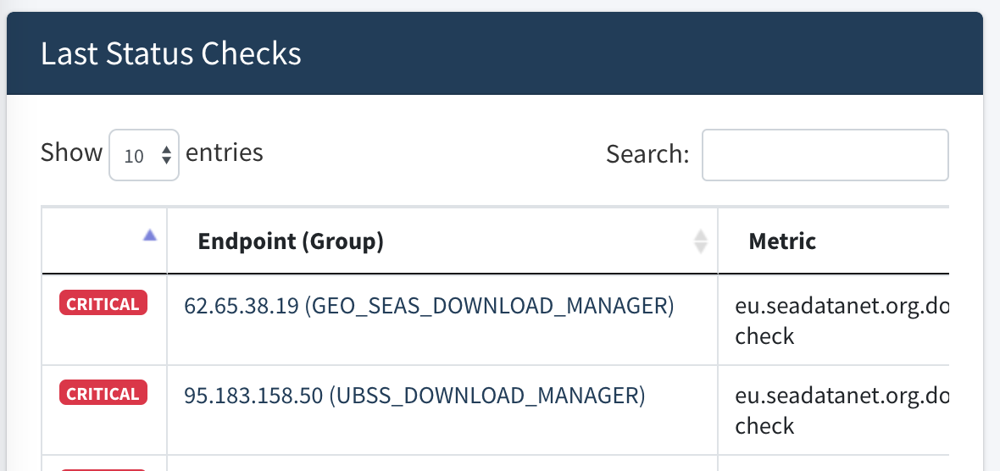 Last Status Checks
Show 10 entries
Search:
Endpoint (Group)
Metric
CRITICAL
62.65.38.19 (GEO_SEAS_DOWNLOAD_MANAGER)
eu.seadatanet.org.do
check
CRITICAL
95.183.158.50 (UBSS_DOWNLOAD_MANAGER)
eu.seadatanet.org.do
check